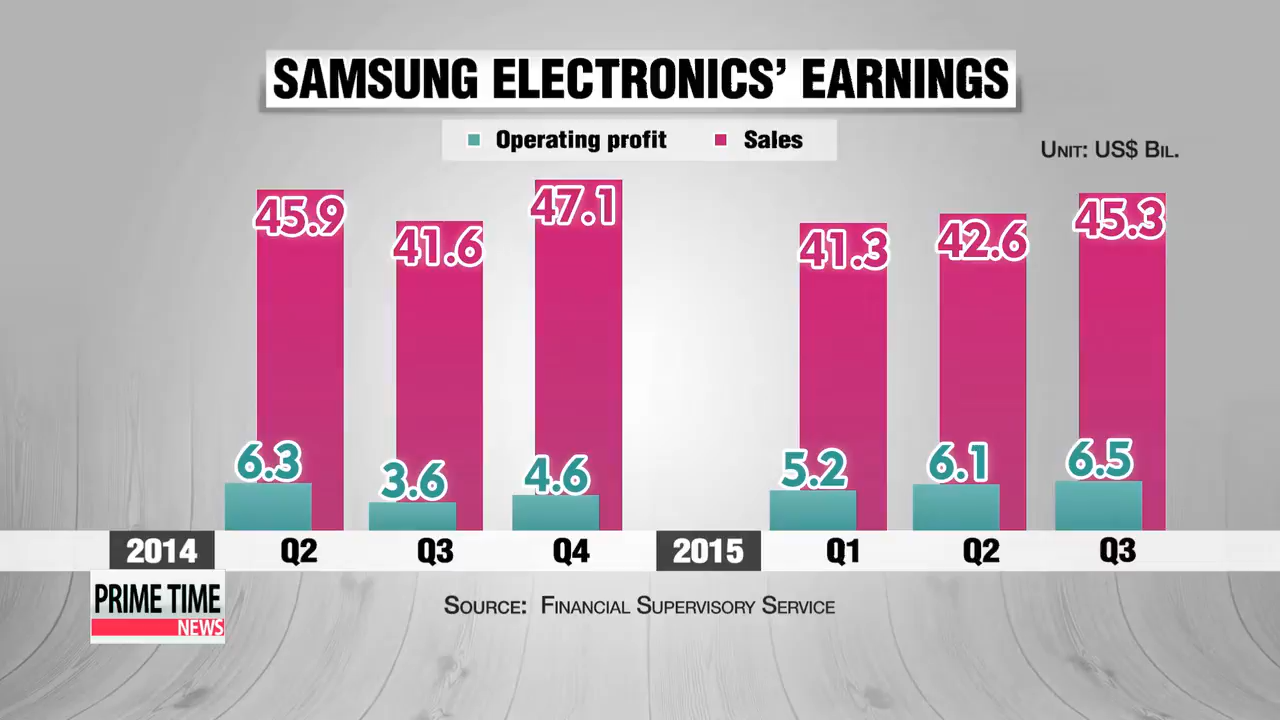 SAMSUNG ELECTRONICS' EARNINGS
Operating profit Sales
UNIT: US$ BIL.
45.9 41.6 47.1 41.3 42.6 45.3
6.3 3.6 4.6 5.2 6.1 6.5
2014 Q2 Q3 Q4 2015 Q1 Q2 Q3
PRIME TIME
NEWS
SOURCE: FINANCIAL SUPERVISORY SERVICE